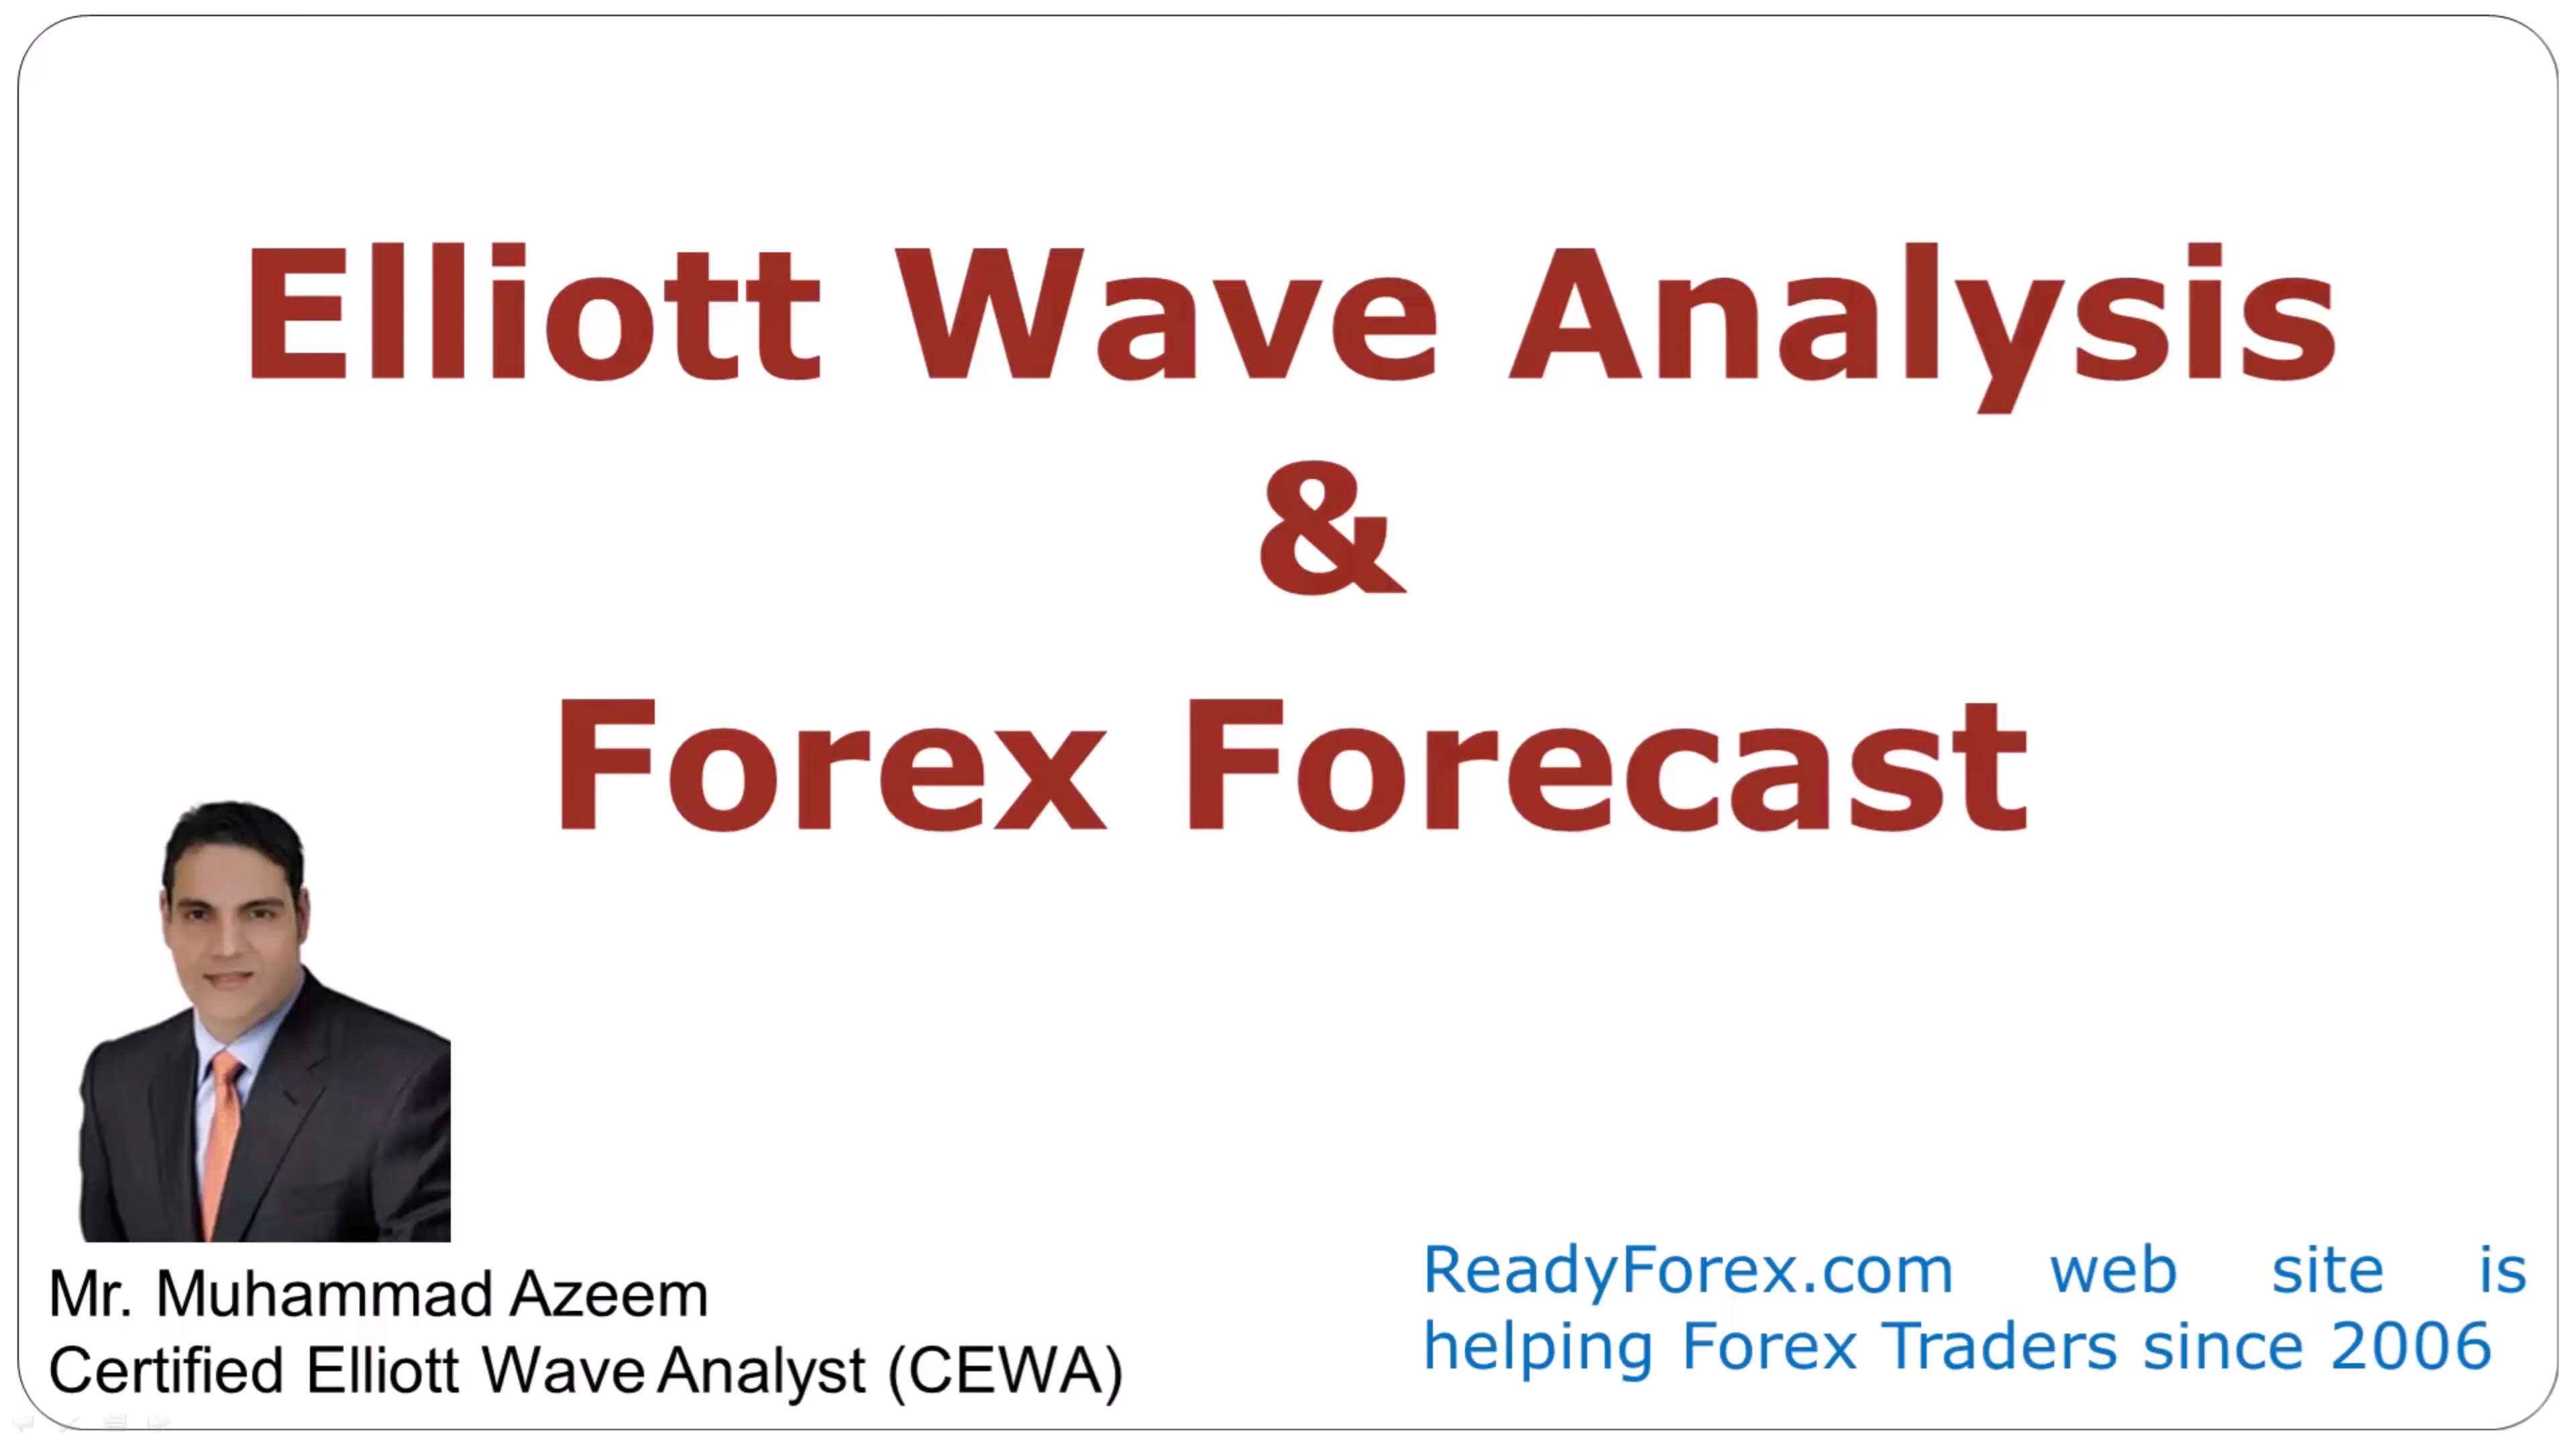 Elliott Wave Analysis
&
Forex Forecast
Mr. Muhammad Azeem
Certified Elliott Wave Analyst (CEWA)
ReadyForex.com web site is
helping Forex Traders since 2006